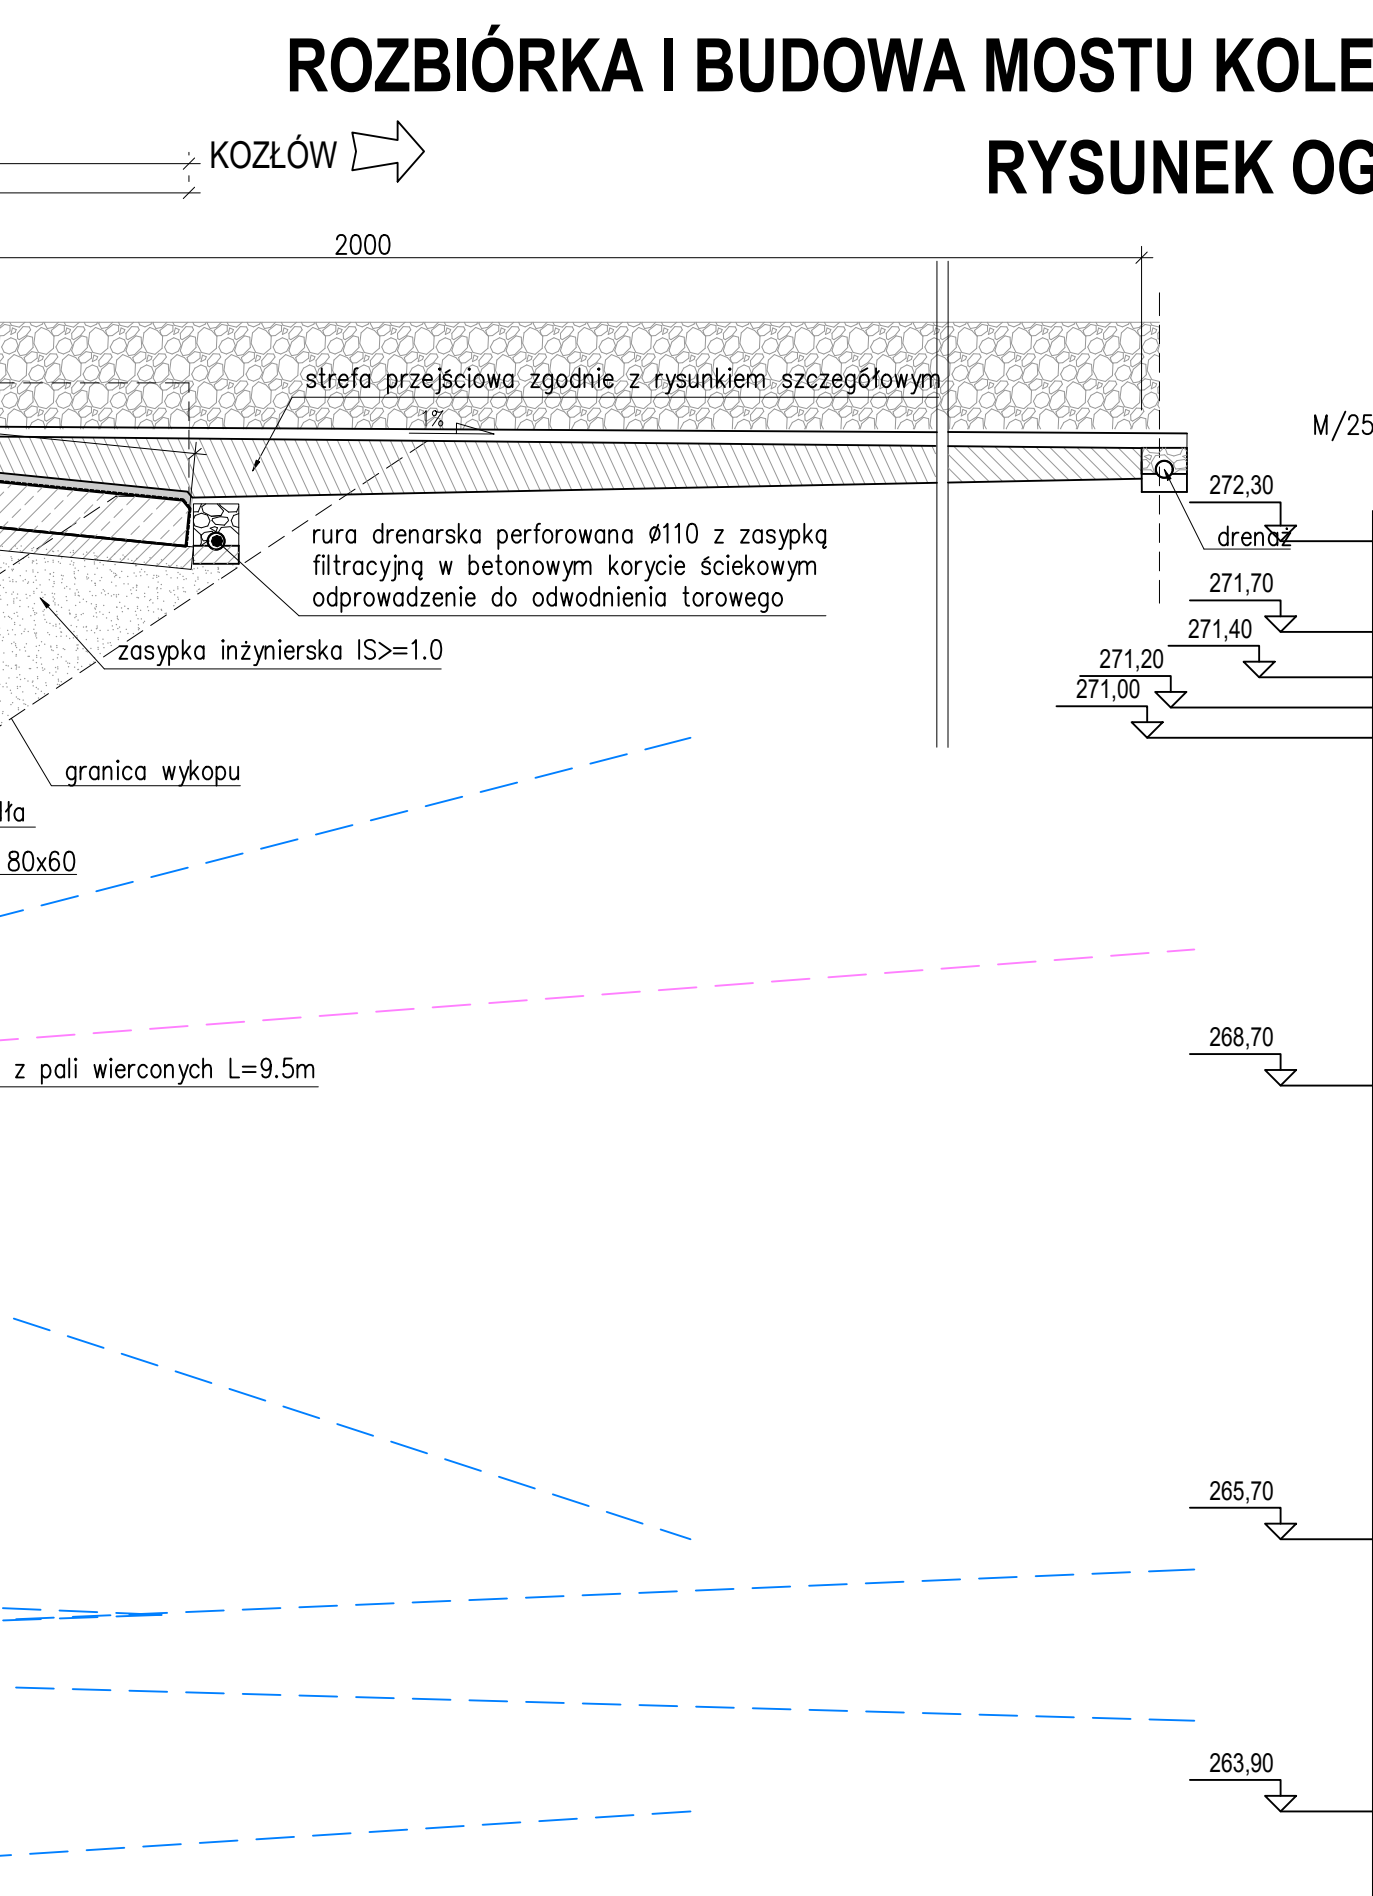 ROZBIÓRKA I BUDOWA MOSTU KOLE
KOZŁÓW
RYSUNEK OG
2000
strefa przejściowa zgodnie z rysunkiem szczegółowym
1%
M/25
272,30
drenaż
rura drenarska perforowana Ø110 z zasypką
filtracyjną w betonowym korycie ściekowym
odprowadzenie do odwodnienia torowego
271,70
271,40
zasypka inżynierska IS>=1.0
271,20
271,00
granica wykopu
dła
80x60
268,70
z pali wierconych L=9.5m
265,70
263,90